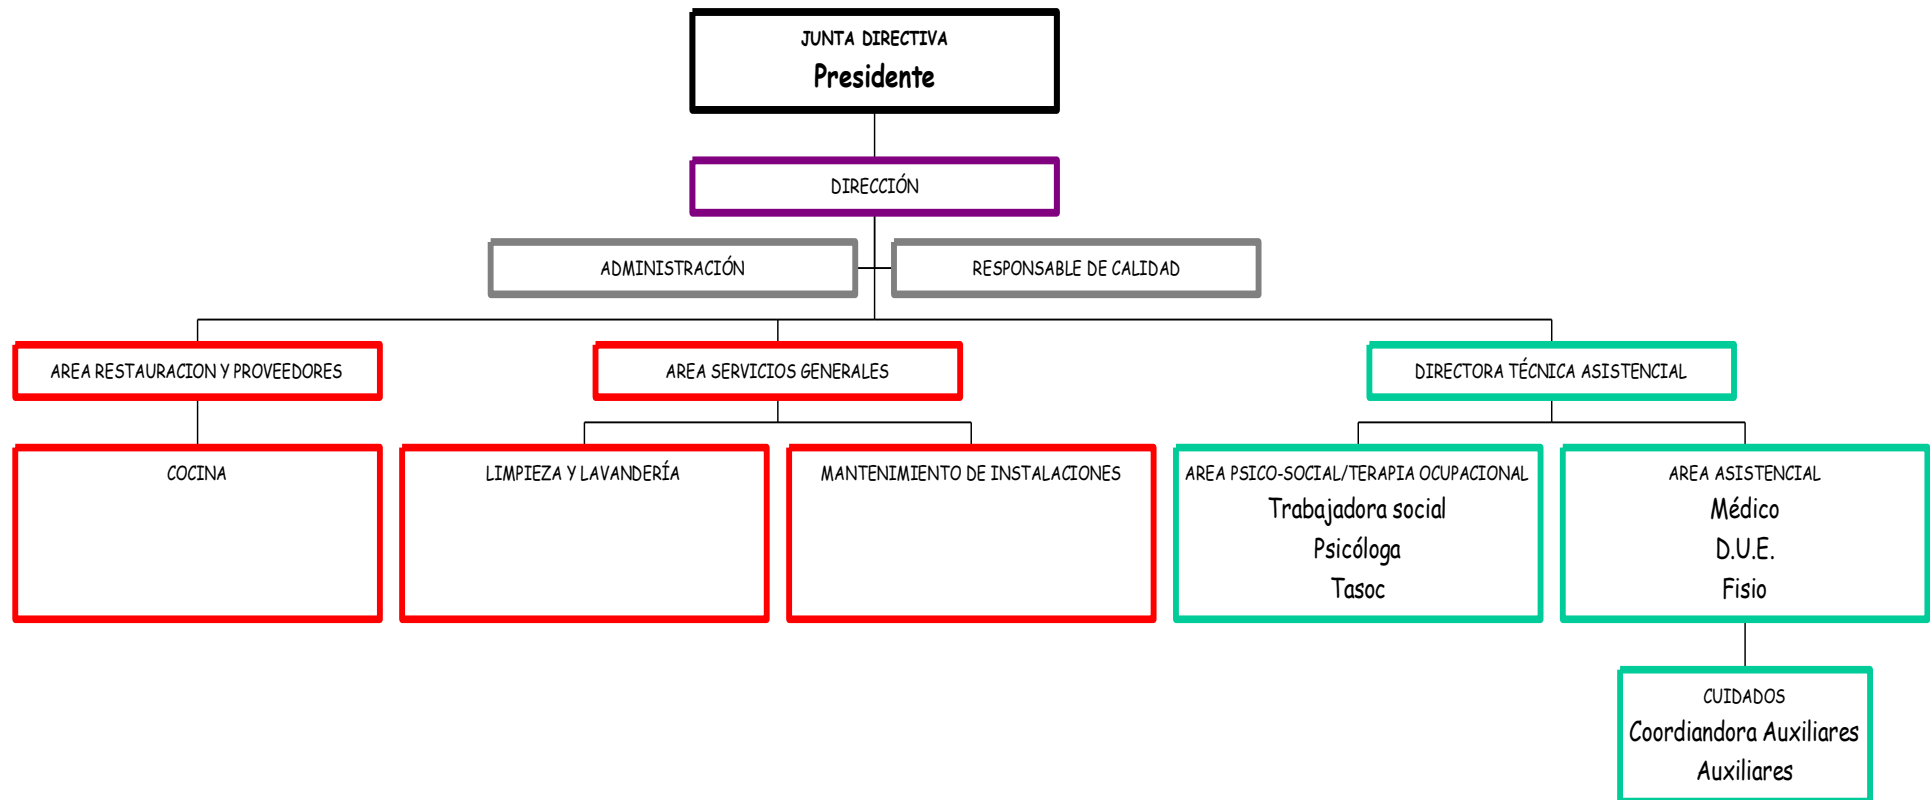 JUNTA DIRECTIVA
Presidente
DIRECCIÓN
ADMINISTRACIÓN
RESPONSABLE DE CALIDAD
AREA RESTAURACION Y PROVEEDORES
AREA SERVICIOS GENERALES
DIRECTORA TÉCNICA ASISTENCIAL
COCINA
LIMPIEZA Y LAVANDERÍA
MANTENIMIENTO DE INSTALACIONES
AREA PSICO-SOCIAL/TERAPIA OCUPACIONAL
Trabajadora social
Psicóloga
Tasoc
AREA ASISTENCIAL
Médico
D.U.E.
Fisio
CUIDADOS
Coordiandora Auxiliares
Auxiliares